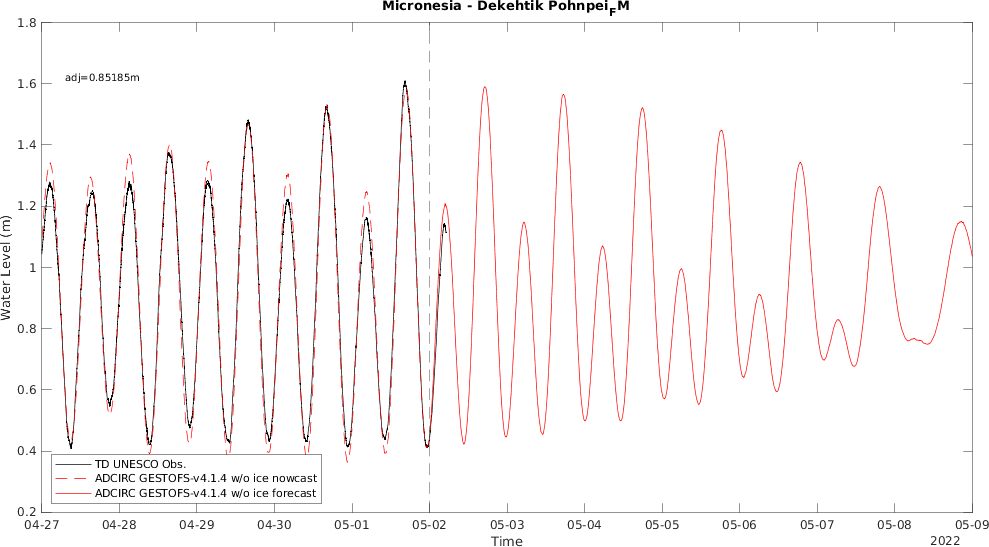 Micronesia - Dekehtik Pohnpei_FM
1.8
adj=0.85185m
1.6
1.4
1.2
1
0.8
0.6
0.4
0.2
Water Level (m)
TD UNESCO Obs.
ADCIRC GESTOFS-v4.1.4 w/o ice nowcast
ADCIRC GESTOFS-v4.1.4 w/o ice forecast
04-27 04-28 04-29 04-30 05-01 05-02 05-03 05-04 05-05 05-06 05-07 05-08 05-09
Time
2022